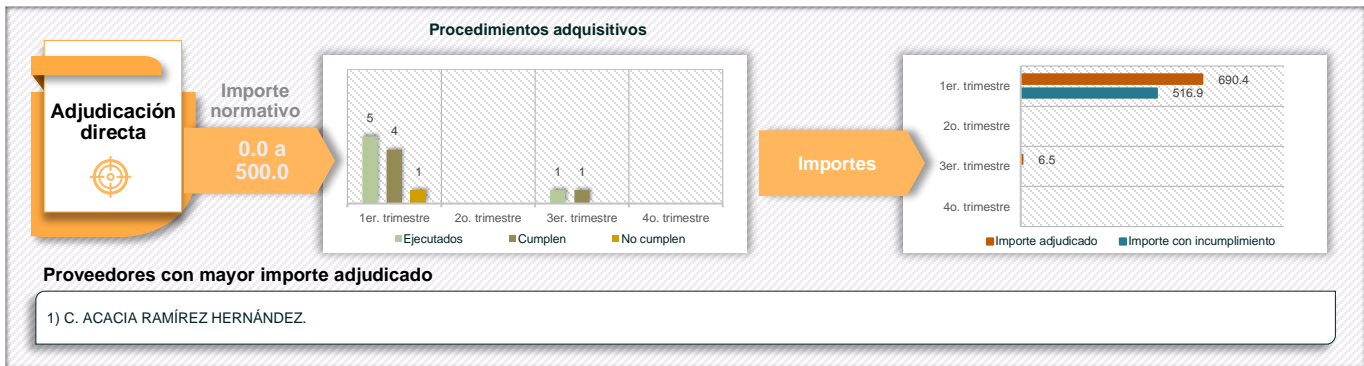 Procedimientos adquisitivos
Adjudicación
directa
Importe
normativo
0.0 a
500.0
5
4
1
1
1
1er. trimestre
2o. trimestre
3er. trimestre
4o. trimestre
Ejecutados
Cumplen
No cumplen
Importes
1er. trimestre
690.4
516.9
2o. trimestre
3er. trimestre
6.5
4o. trimestre
Importe adjudicado
Importe con incumplimiento
Proveedores con mayor importe adjudicado
1) C. ACACIA RAMÍREZ HERNÁNDEZ.